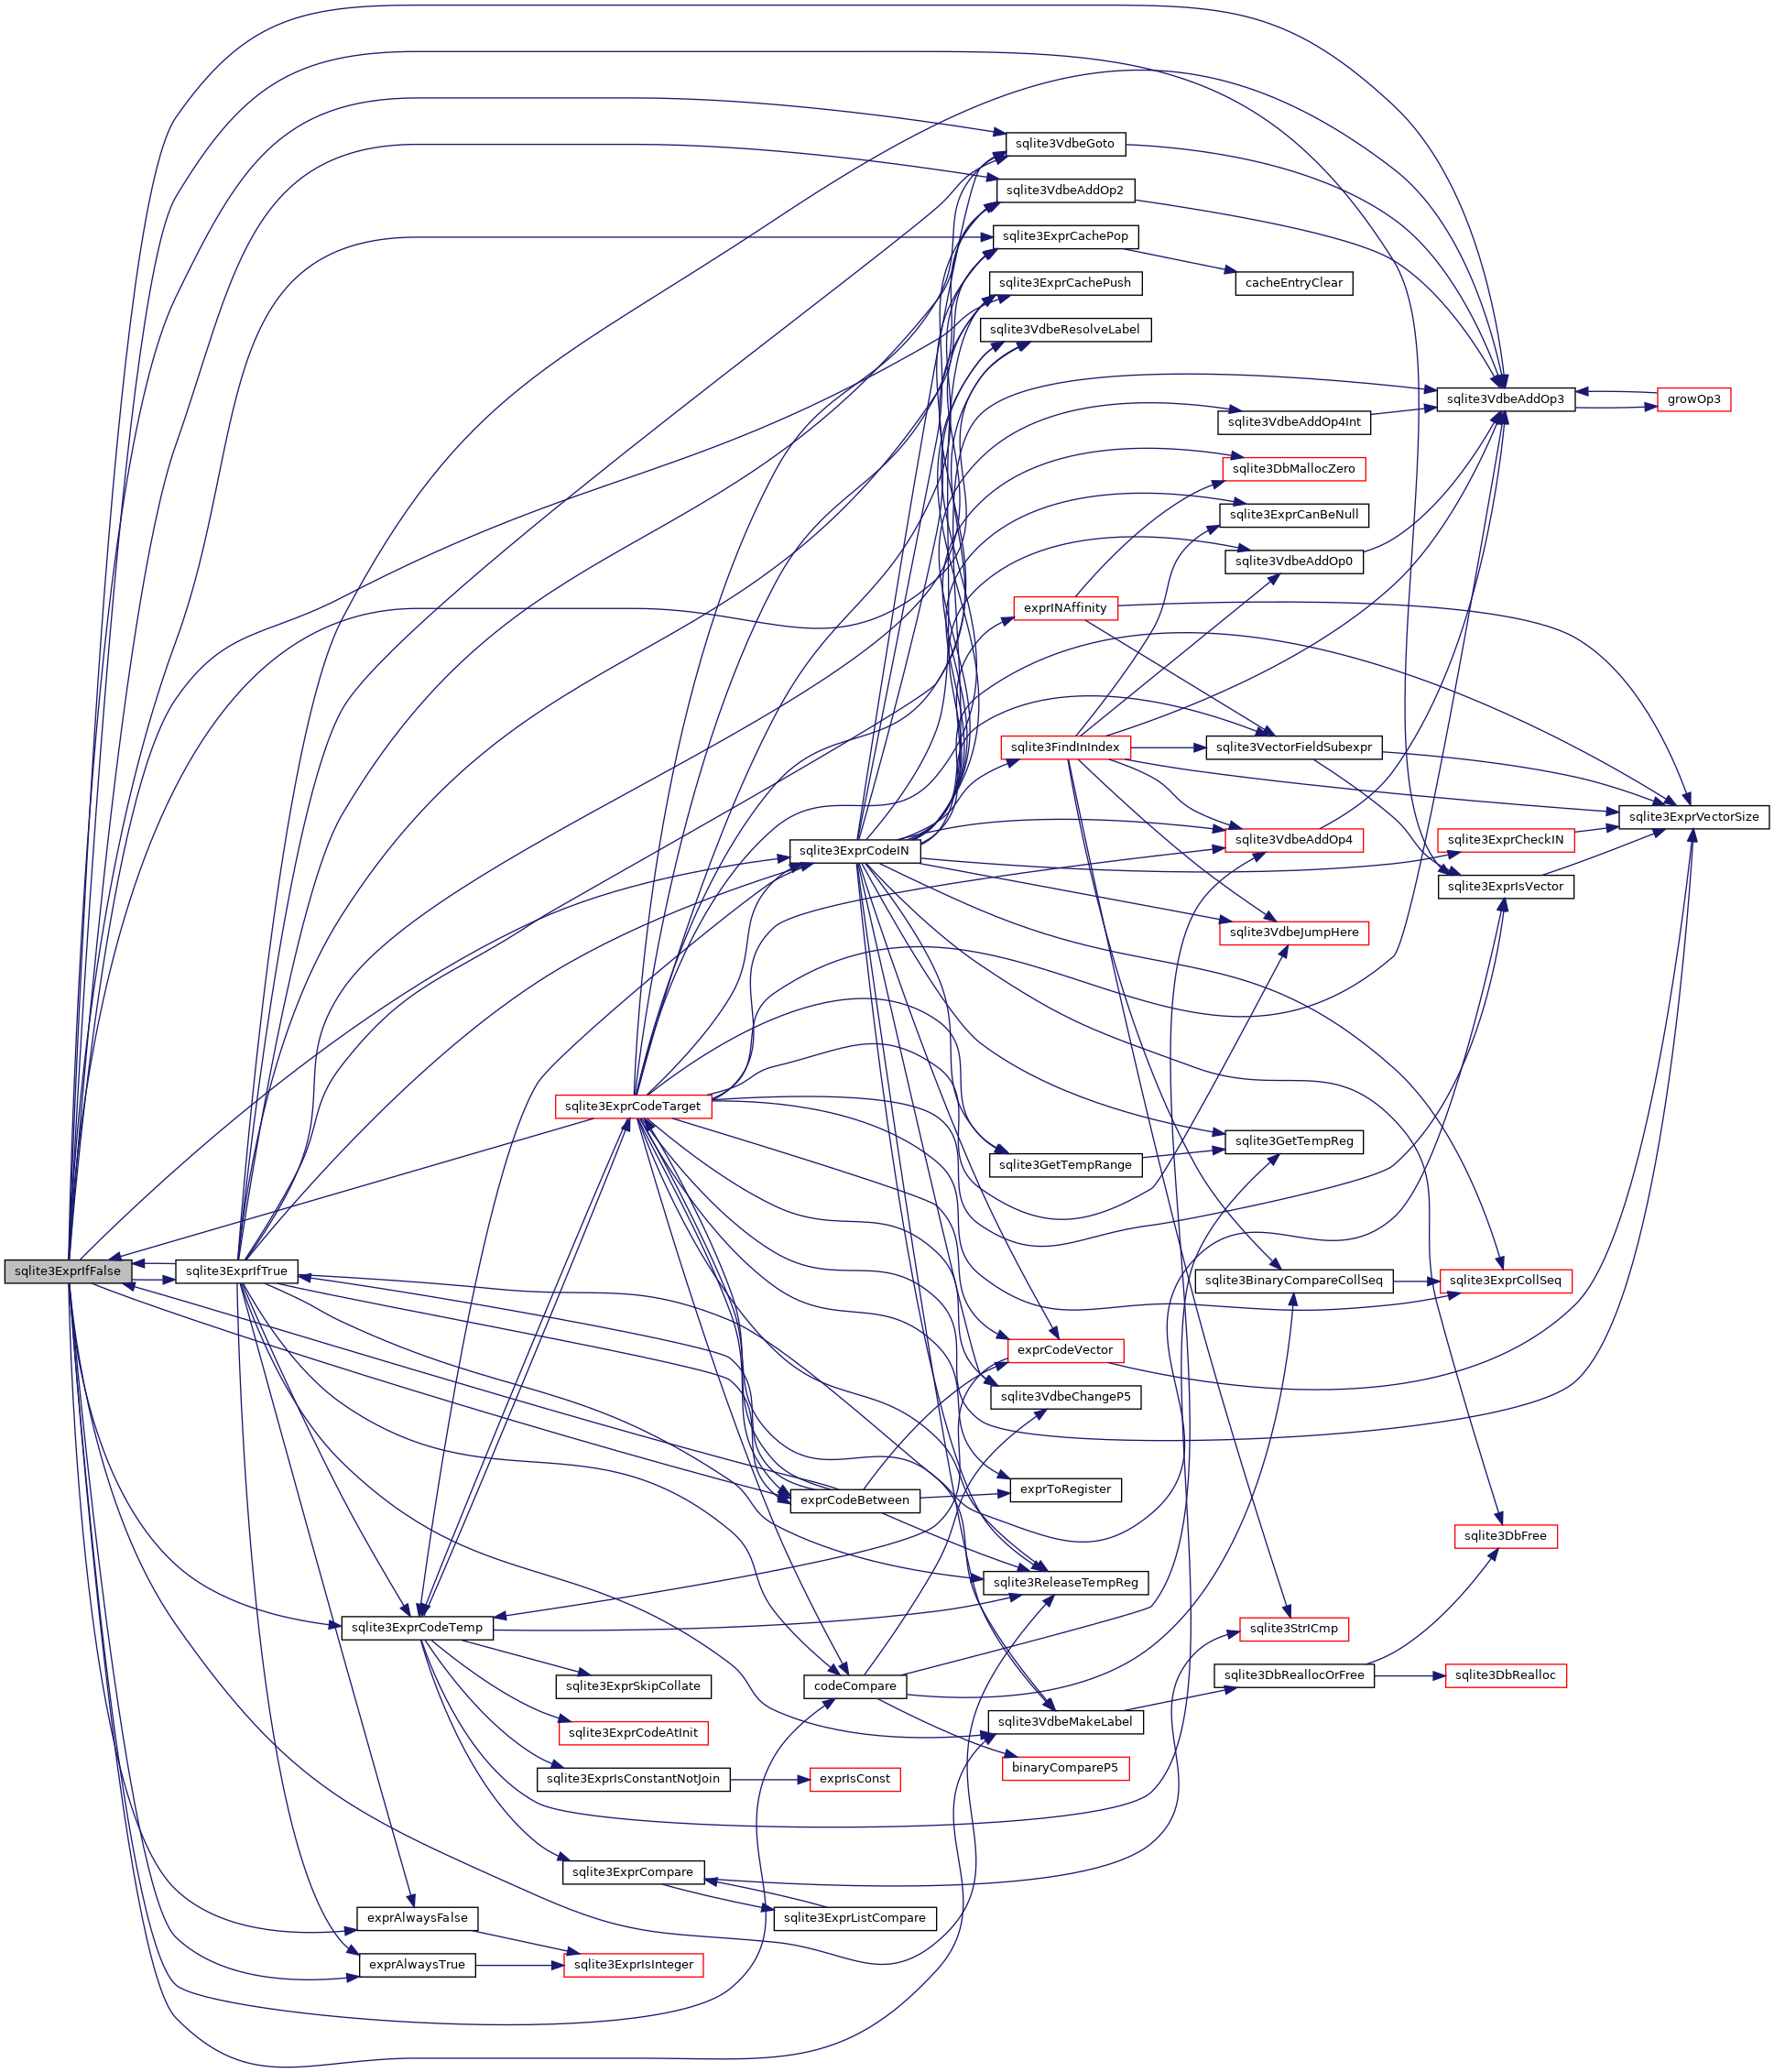 sqlite3VdbeGoto
sqlite3VdbeAddOp2
sqlite3ExprCachePop
sqlite3ExprCachePush
cacheEntryClear
sqlite3VdbeResolveLabel
sqlite3VdbeAddOp3
growOp3
sqlite3VdbeAddOp4Int
sqlite3DbMallocZero
sqlite3ExprCanBeNull
sqlite3VdbeAddOp0
exprINAffinity
sqlite3FindInIndex
sqlite3VectorFieldSubexpr
sqlite3ExprVectorSize
sqlite3ExprCodeIN
sqlite3VdbeAddOp4
sqlite3ExprCheckIN
sqlite3ExprIsVector
sqlite3VdbeJumpHere
sqlite3ExprCodeTarget
sqlite3GetTempReg
sqlite3GetTempRange
sqlite3ExprIfFalse
sqlite3ExprIfTrue
sqlite3BinaryCompareCollSeq
sqlite3ExprCollSeq
exprCodeVector
sqlite3VdbeChangeP5
exprCodeBetween
exprToRegister
sqlite3DbFree
sqlite3ReleaseTempReg
sqlite3ExprCodeTemp
sqlite3StrICmp
sqlite3ExprSkipCollate
codeCompare
sqlite3DbReallocOrFree
sqlite3DbRealloc
sqlite3ExprCodeAtInit
sqlite3VdbeMakeLabel
sqlite3ExprIsConstantNotJoin
exprIsConst
binaryCompareP5
sqlite3ExprCompare
exprAlwaysFalse
sqlite3ExprListCompare
exprAlwaysTrue
sqlite3ExprIsInteger